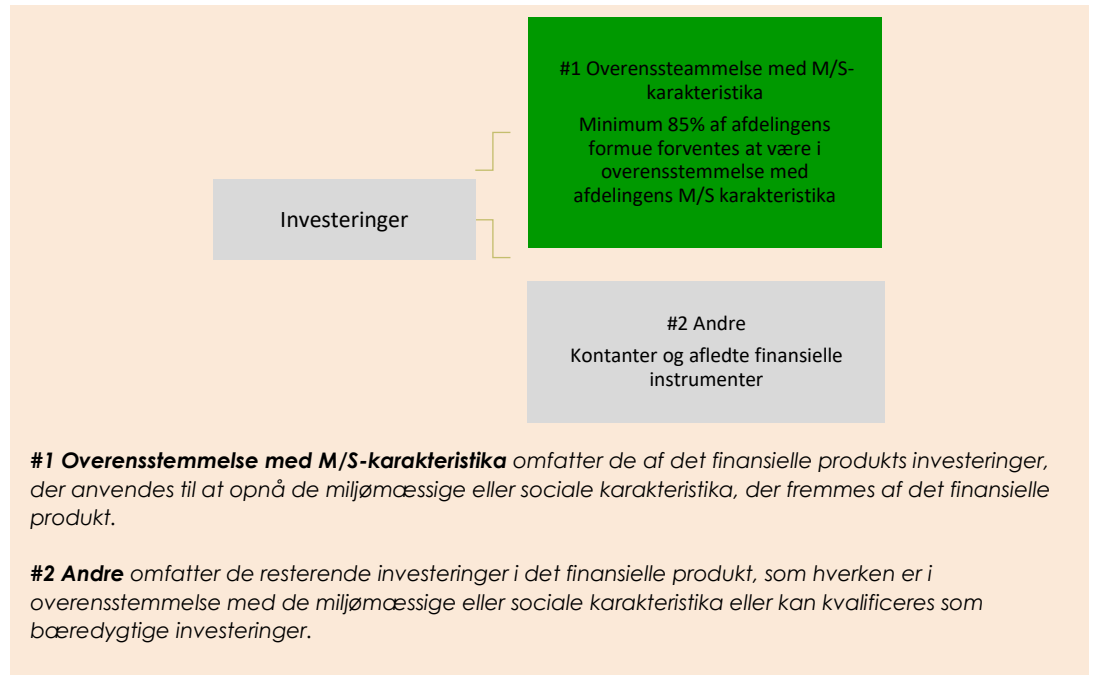 #1 Overenssteammelse med M/S-
karakteristika
Minimum 85% af afdelingens
formue forventes at være i
overensstemmelse med
afdelingens M/S karakteristika
Investeringer
#2 Andre
Kontanter og afledte finansielle
instrumenter
#1 Overensstemmelse med M/S-karakteristika omfatter de af det finansielle produkts investeringer,
der anvendes til at opnå de miljømæssige eller sociale karakteristika, der fremmes af det finansielle
produkt.
#2 Andre omfatter de resterende investeringer i det finansielle produkt, som hverken er i
overensstemmelse med de miljømæssige eller sociale karakteristika eller kan kvalificeres som
bæredygtige investeringer.